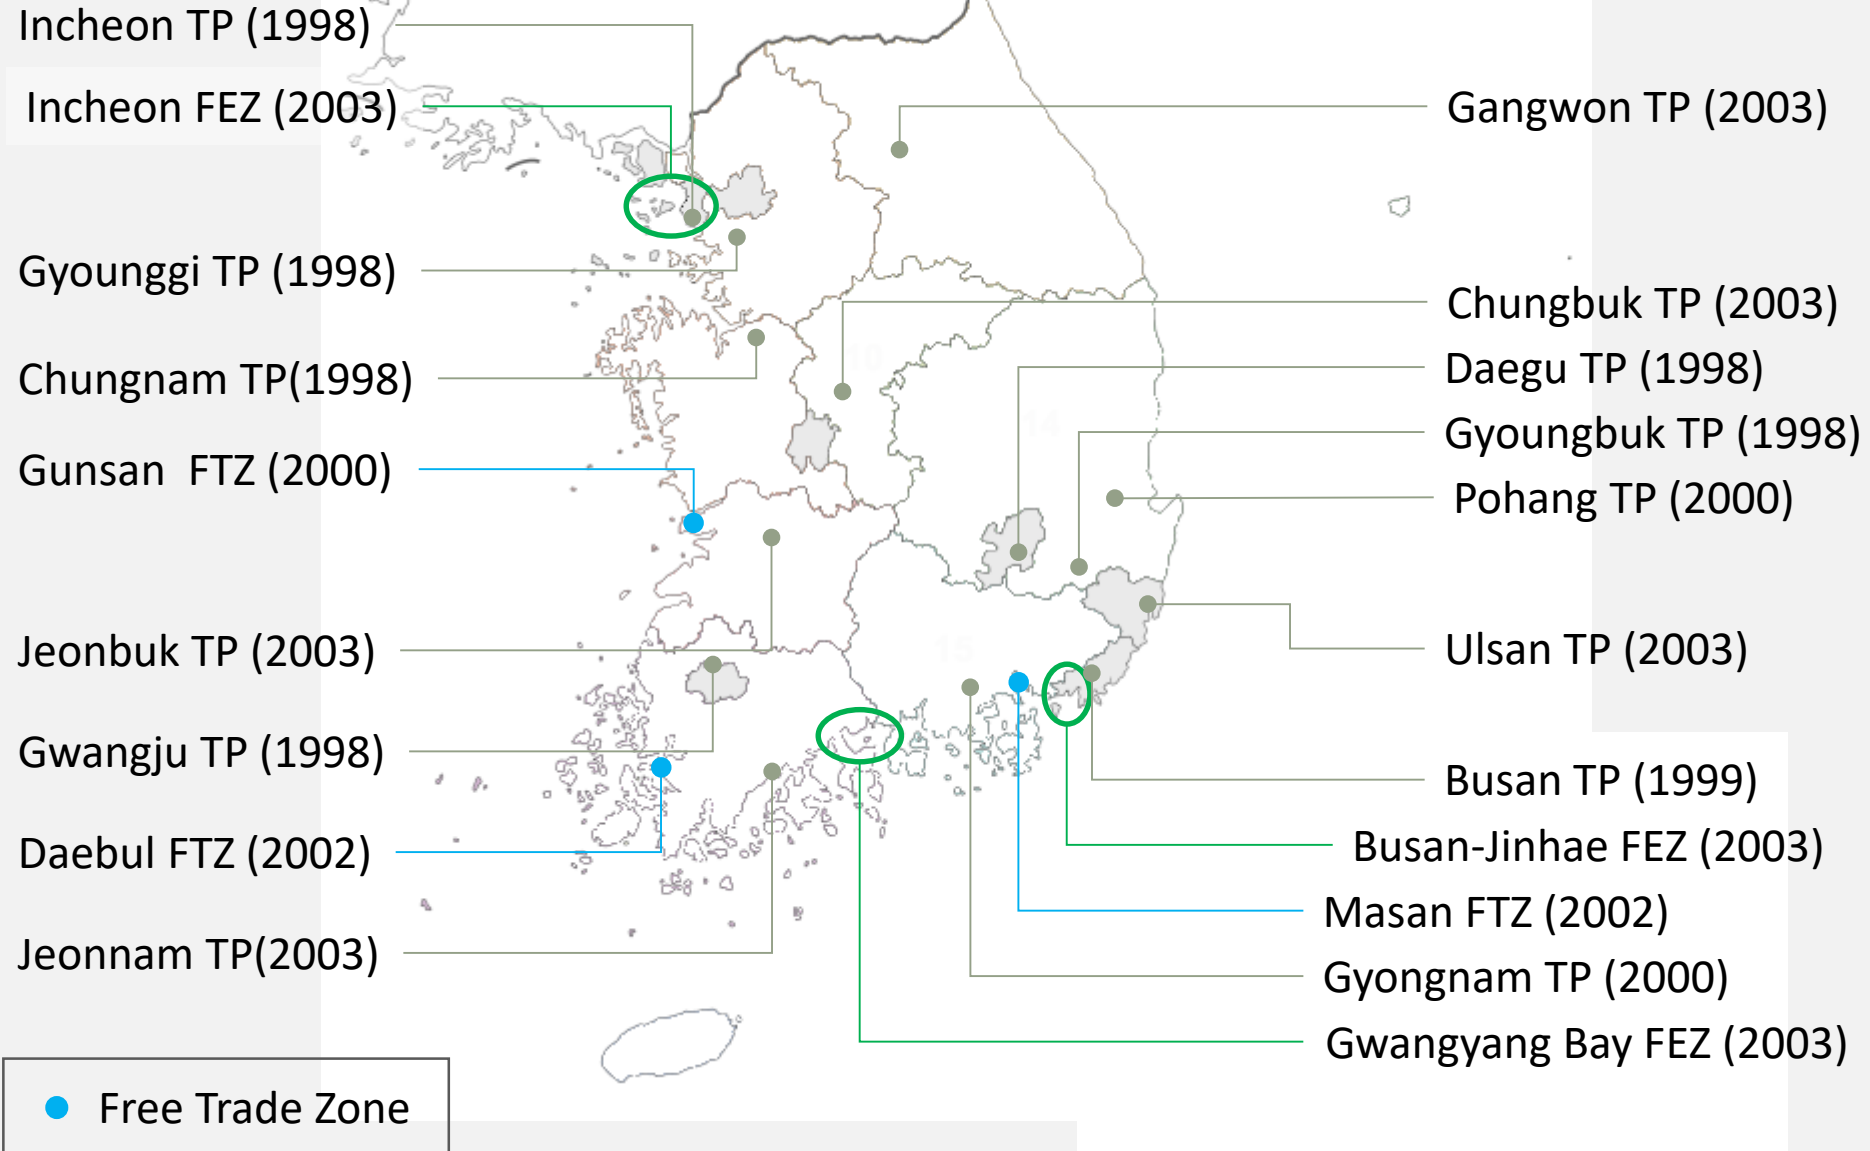 Incheon TP (1998)
Incheon FEZ (2003)
Gyounggi TP (1998)
Chungnam TP(1998)
Gunsan  FTZ (2000)
Jeonbuk TP (2003)
Gwangju TP (1998)
Daebul FTZ (2002)
Jeonnam TP(2003)
Free Trade Zone
10
14
15
Gangwon TP (2003)
Chungbuk TP (2003)
Daegu TP (1998)
Gyoungbuk TP (1998)
Pohang TP (2000)
Ulsan TP (2003)
Busan TP (1999)
Busan-Jinhae FEZ (2003)
Masan FTZ (2002)
Gyongnam TP (2000)
Gwangyang Bay FEZ (2003)